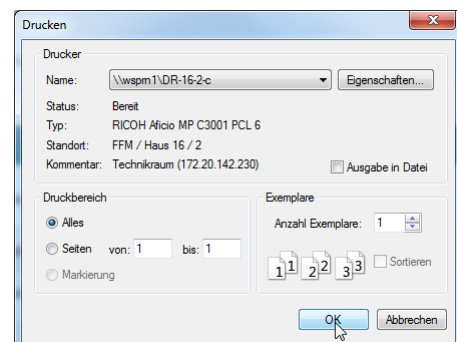 Drucken
Drucker
Name: \\wspm1\DR-16-2-c Eigenschaften...
Status: Bereit
Typ: RICOH Aficio MP C3001 PCL 6
Standort: FFM / Haus 16 / 2
Kommentar: Technikraum (172.20.142.230) Ausgabe in Datei
Druckbereich
Alles
Seiten von: 1 bis: 1
Markierung
Exemplare
Anzahl Exemplare: 1
1 1 2 2 3 3 Sortieren
OK Abbrechen